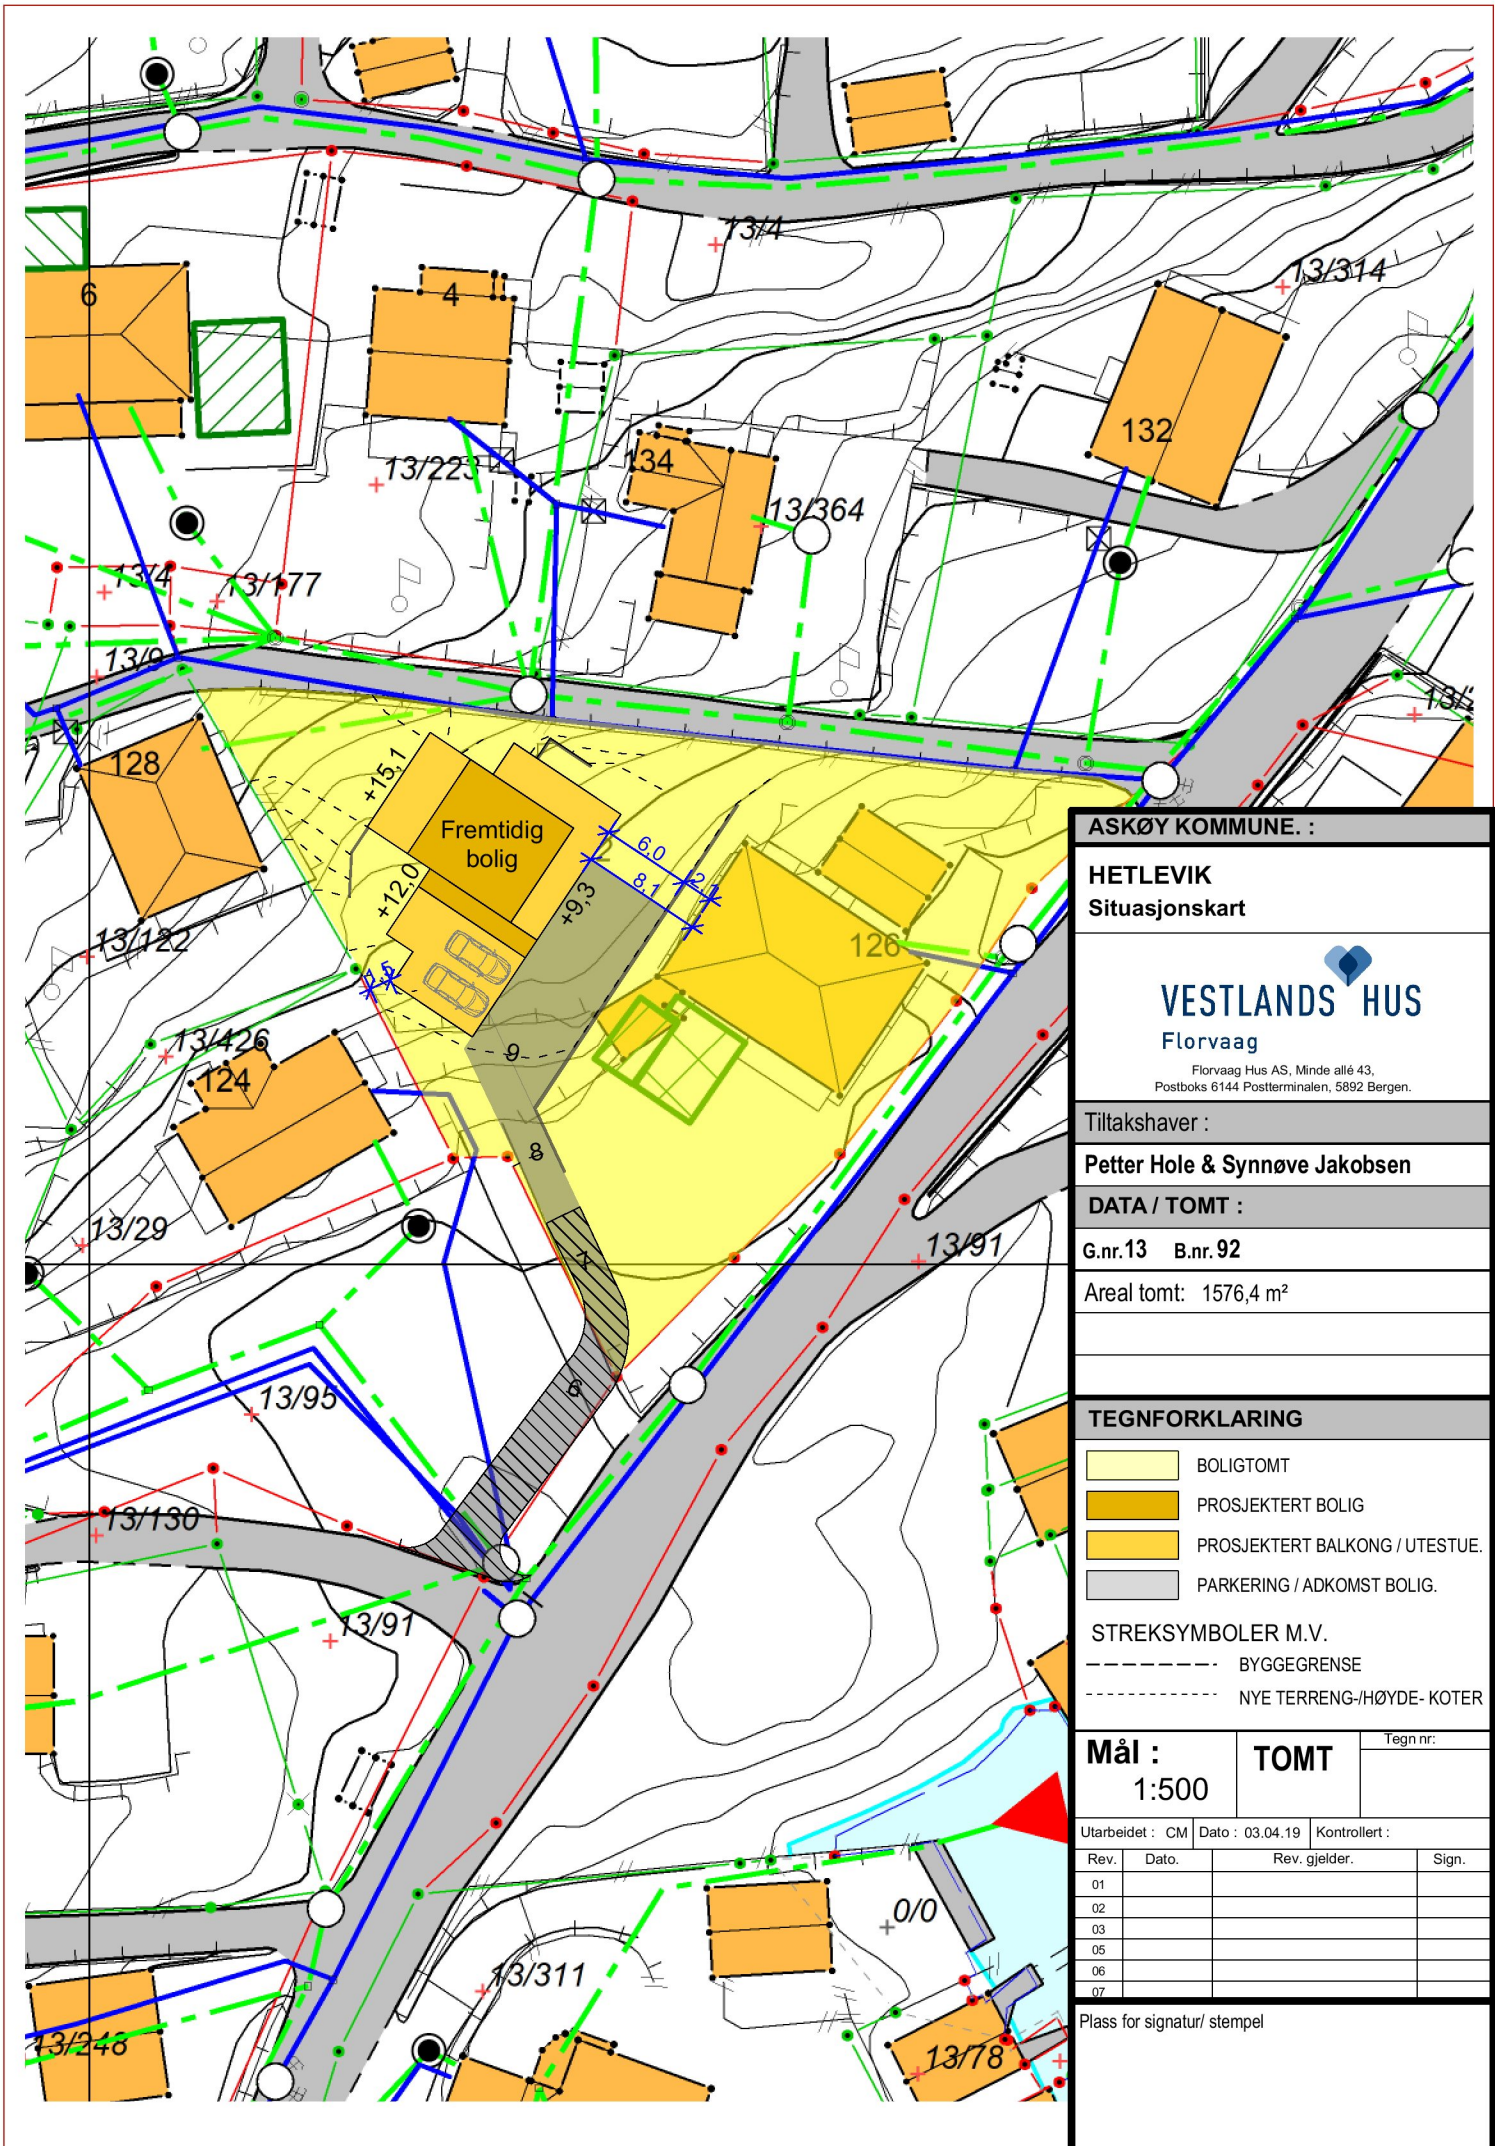 13/4
13/314
6
4
132
13/223
134
13/364
13/4
13/177
13/9
128
+15,1
Fremtidig
bolig
6,0
8,1
2,1
+12,0
+9,3
126
13/122
1,5
13/426
124
9
8
13/29
7
13/91
6
13/95
13/130
13/91
0/0
13/311
13/248
13/78
ASKØY KOMMUNE. :
HETLEVIK
Situasjonskart
VESTLANDS HUS
Florvaag
Florvaag Hus AS, Minde allé 43,
Postboks 6144 Postterminalen, 5892 Bergen.
Tiltakshaver :
Petter Hole & Synnøve Jakobsen
DATA / TOMT :
G.nr.13 B.nr. 92
Areal tomt: 1576,4 m²
TEGNFORKLARING
BOLIGTOMT
PROSJEKTERT BOLIG
PROSJEKTERT BALKONG / UTESTUE.
PARKERING / ADKOMST BOLIG.
STREKSYMBOLER M.V.
BYGGEGRENSE
NYE TERRENG-/HØYDE- KOTER
Mål :
1:500
TOMT
Tegn nr:
Utarbeidet : CM Dato : 03.04.19 Kontrollert :
Rev. Dato. Rev. gjelder. Sign.
01
02
03
05
06
07
Plass for signatur/ stempel